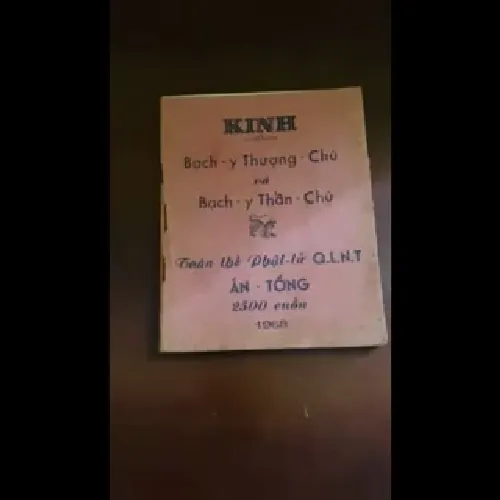 KINH
Bạch - y Thượng - Chú
và
Bạch - y Thần - Chú
Toàn thể Phật-tử Q.L.N.T
ẤN - TỐNG
2500 cuốn
1968